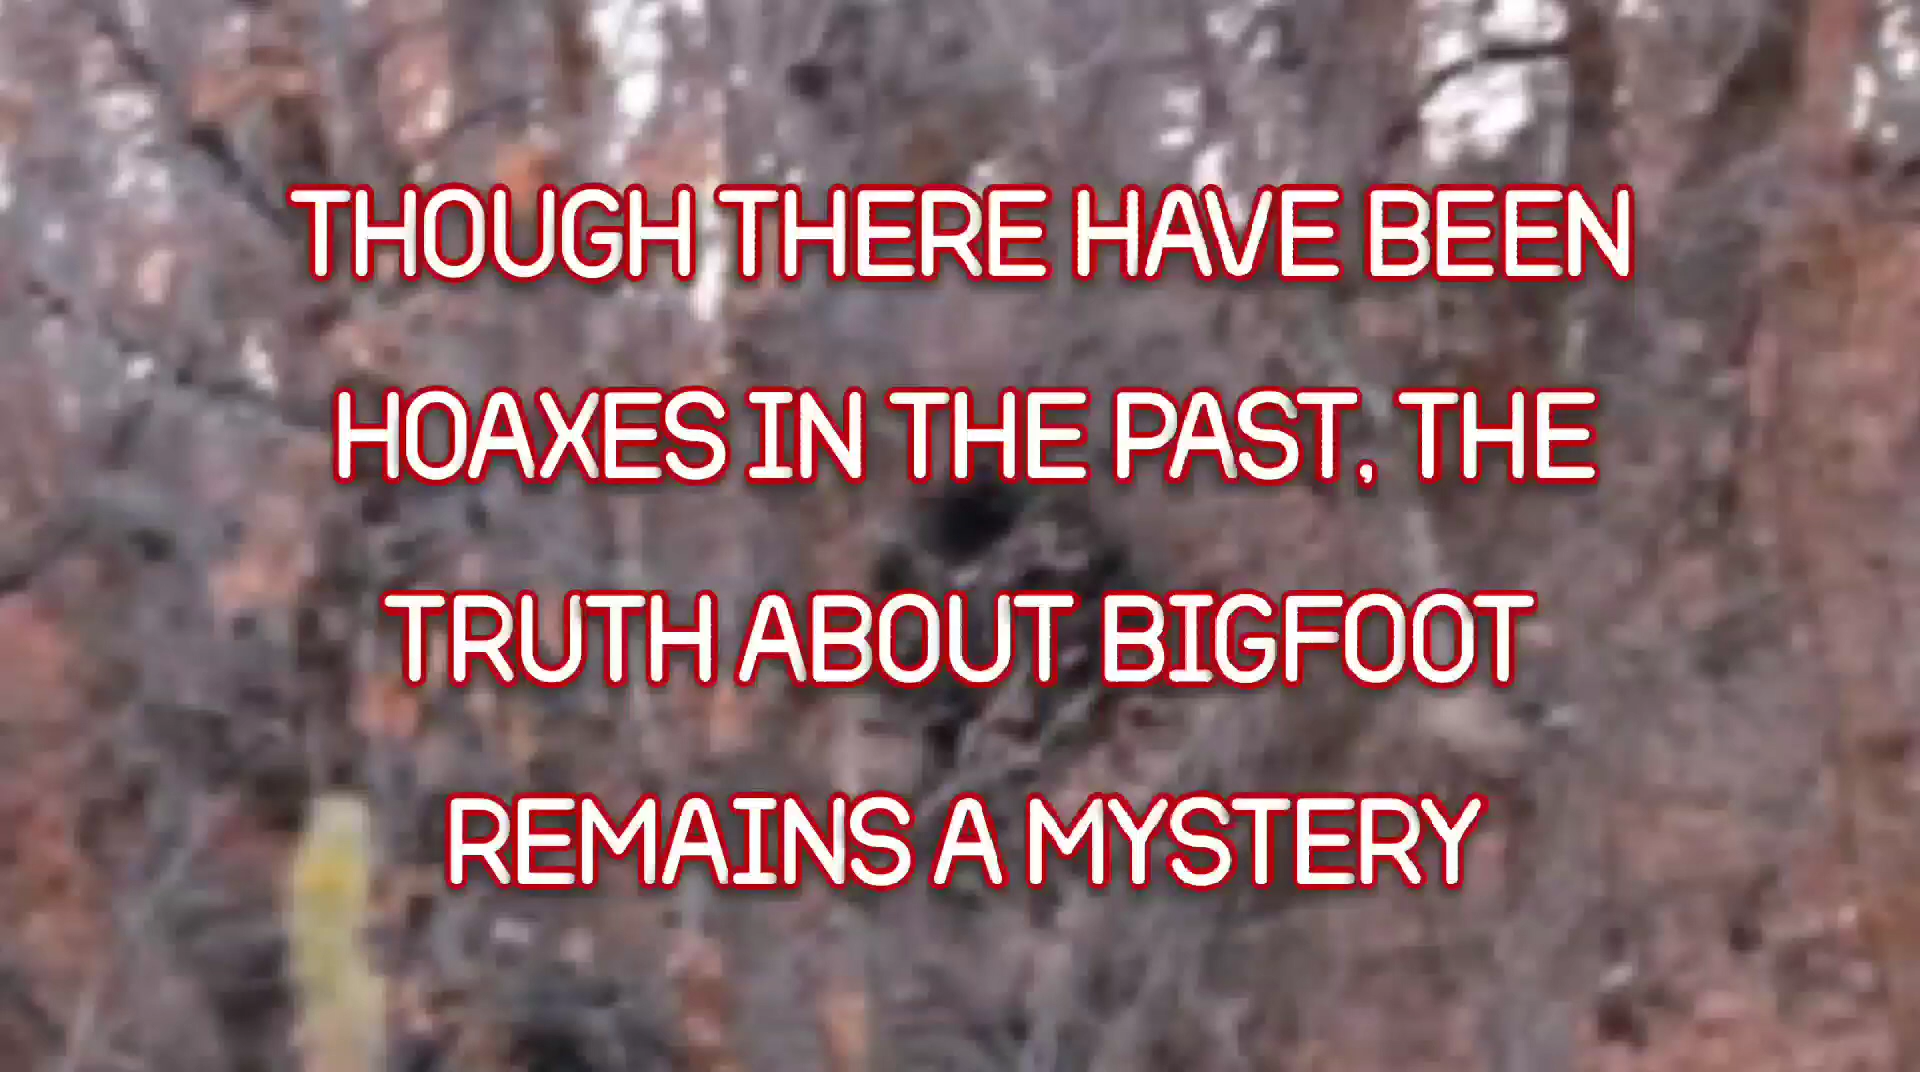 THOUGH THERE HAVE BEEN
HOAXES IN THE PAST, THE
TRUTH ABOUT BIGFOOT
REMAINS A MYSTERY